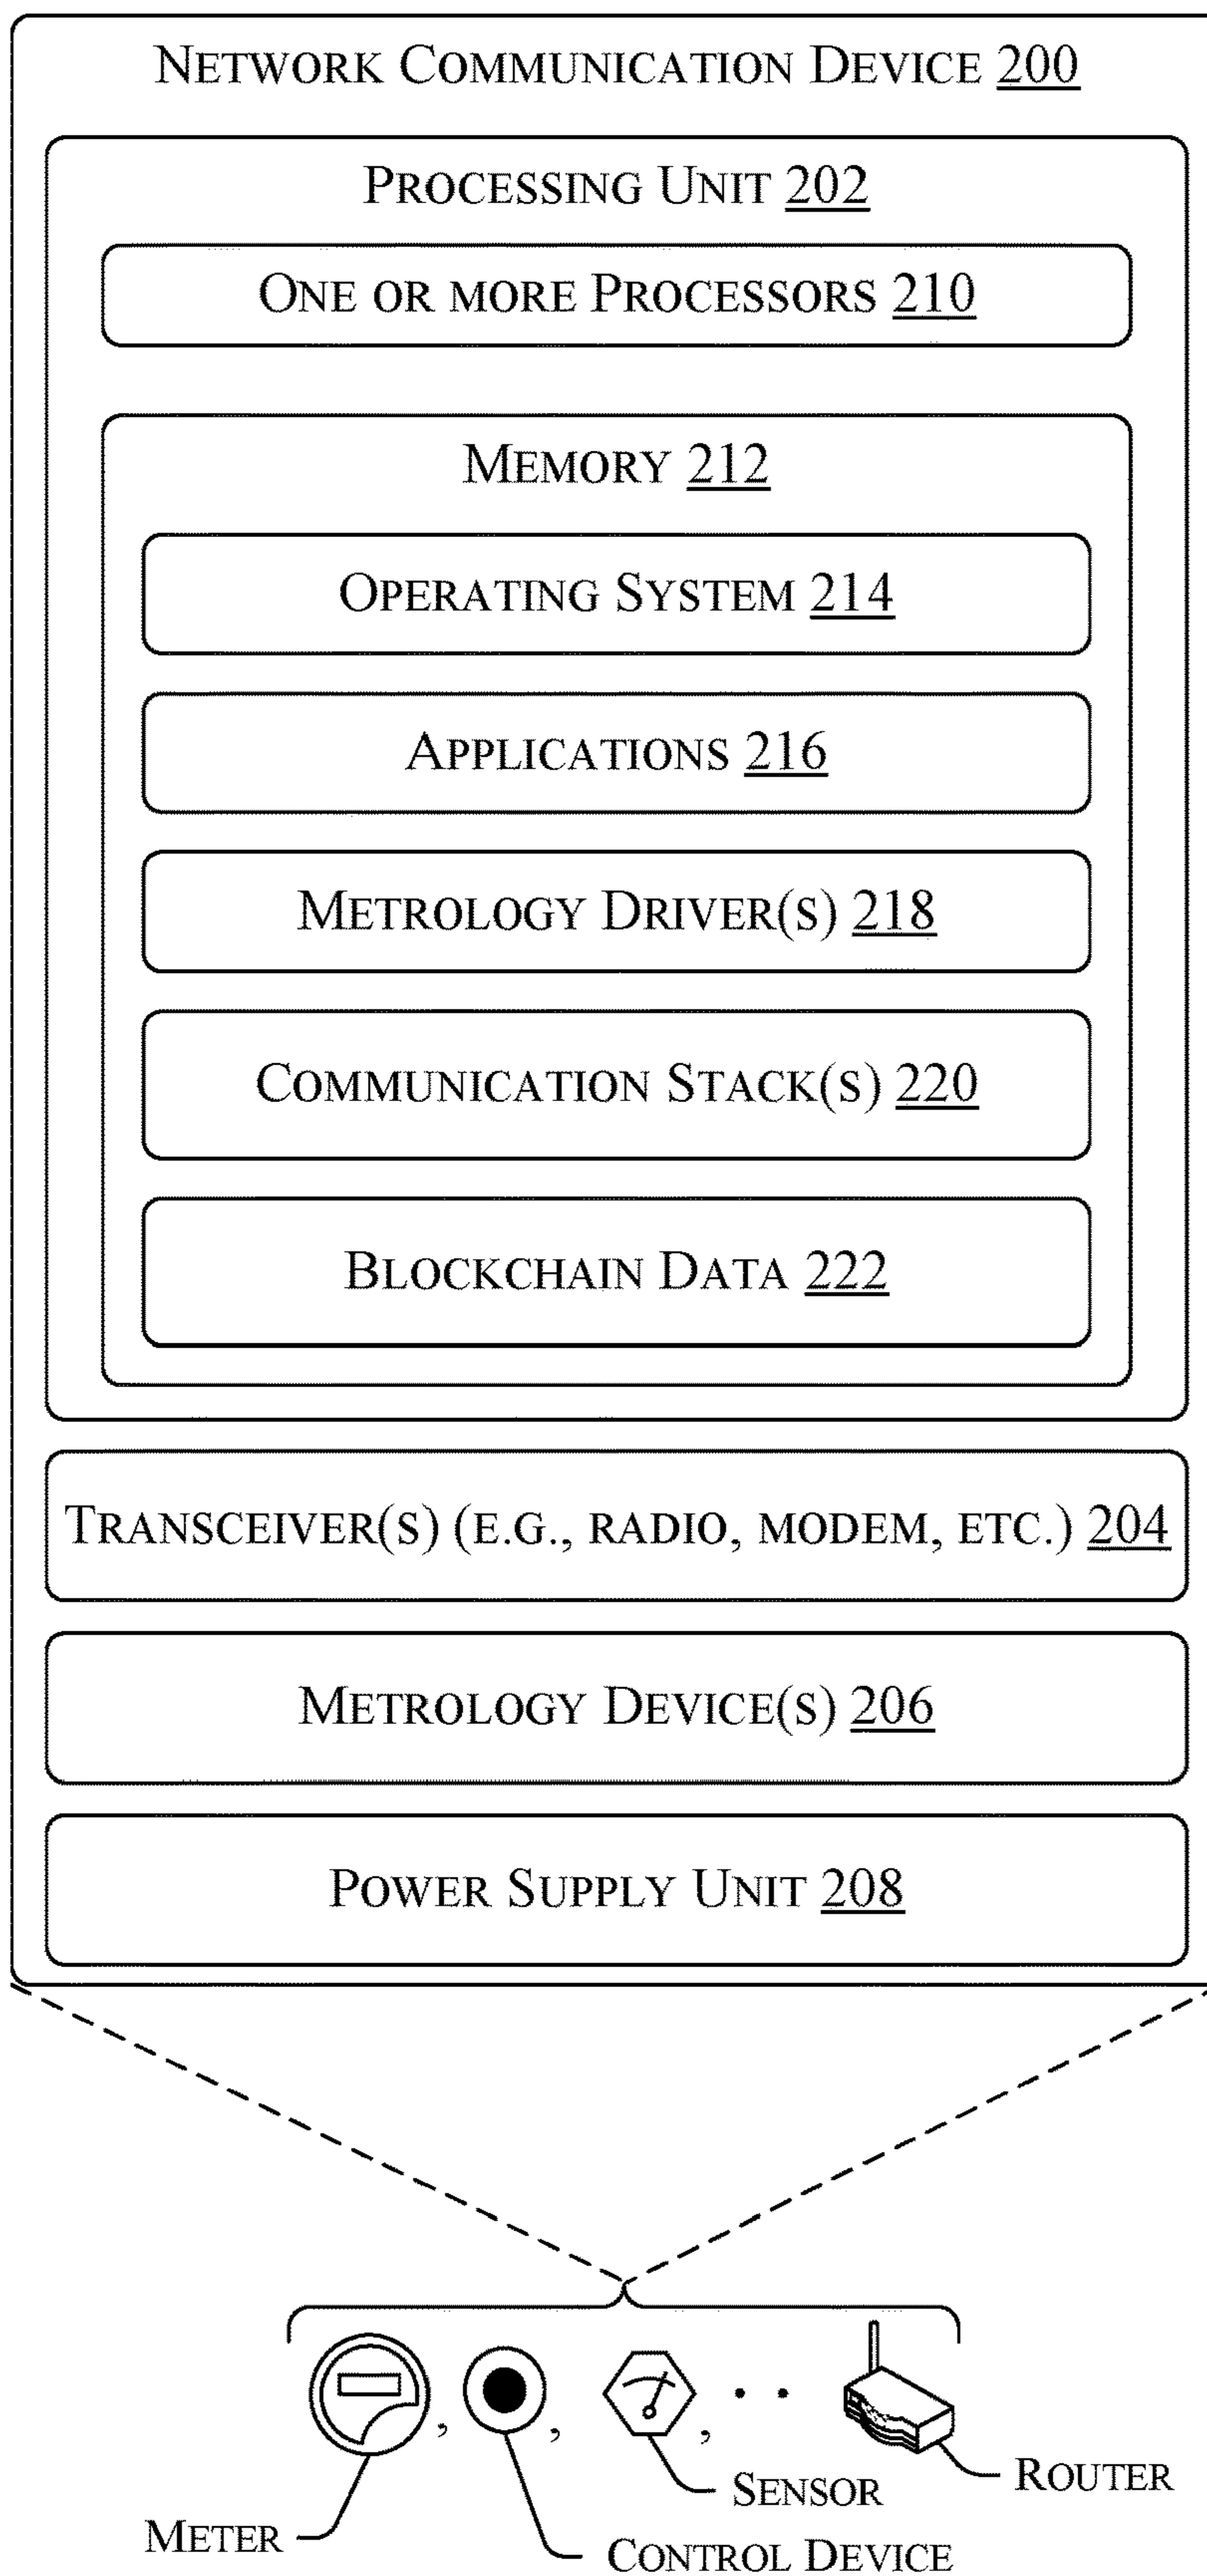 NETWORK COMMUNICATION DEVICE 200
PROCESSING UNIT 202
ONE OR MORE PROCESSORS 210
MEMORY 212
OPERATING SYSTEM 214
APPLICATIONS 216
METROLOGY DRIVER(S) 218
COMMUNICATION STACK(S) 220
BLOCKCHAIN DATA 222
TRANSCEIVER(S) (E.G., RADIO, MODEM, ETC.) 204
METROLOGY DEVICE(S) 206
POWER SUPPLY UNIT 208
, , , . .
ROUTER
SENSOR
METER
CONTROL DEVICE